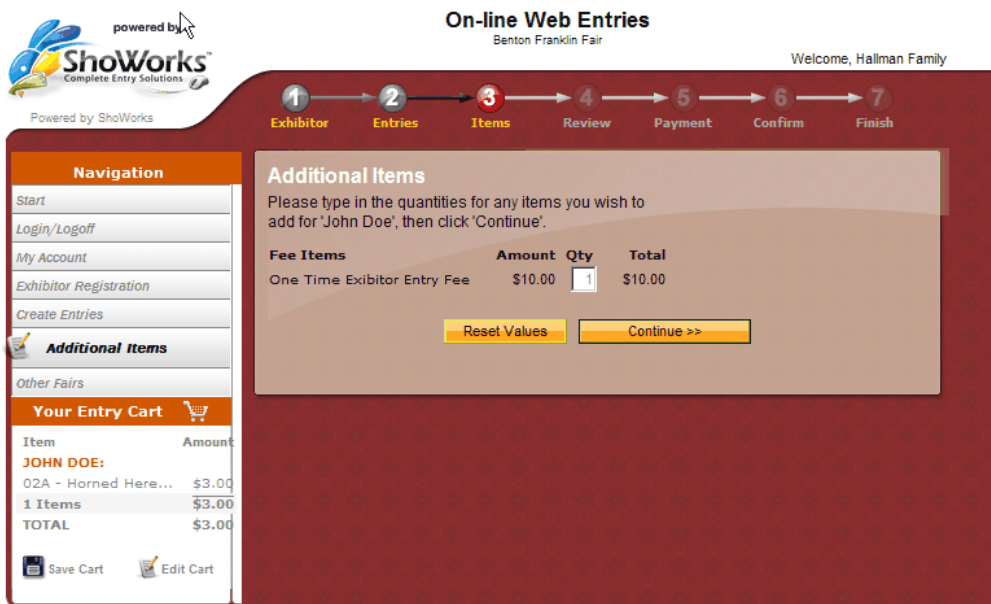 powered by
ShoWorks™
Complete Entry Solutions
Powered by ShoWorks
On-line Web Entries
Benton Franklin Fair
Welcome, Hallman Family
1 2 3 4 5 6 7
Exhibitor Entries Items Review Payment Confirm Finish
Navigation
Start
Login/Logoff
My Account
Exhibitor Registration
Create Entries
Additional Items
Other Fairs
Your Entry Cart
Item Amount
JOHN DOE:
02A - Horned Here... $3.00
1 Items $3.00
TOTAL $3.00
Save Cart Edit Cart
Additional Items
Please type in the quantities for any items you wish to
add for 'John Doe', then click 'Continue'.
Fee Items Amount Qty Total
One Time Exibitor Entry Fee $10.00 1 $10.00
Reset Values Continue >>